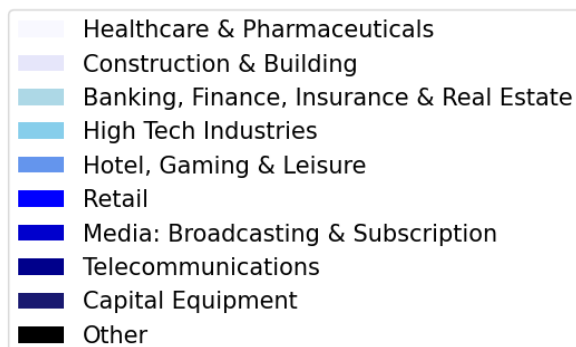 Healthcare & Pharmaceuticals
Construction & Building
Banking, Finance, Insurance & Real Estate
High Tech Industries
Hotel, Gaming & Leisure
Retail
Media: Broadcasting & Subscription
Telecommunications
Capital Equipment
Other